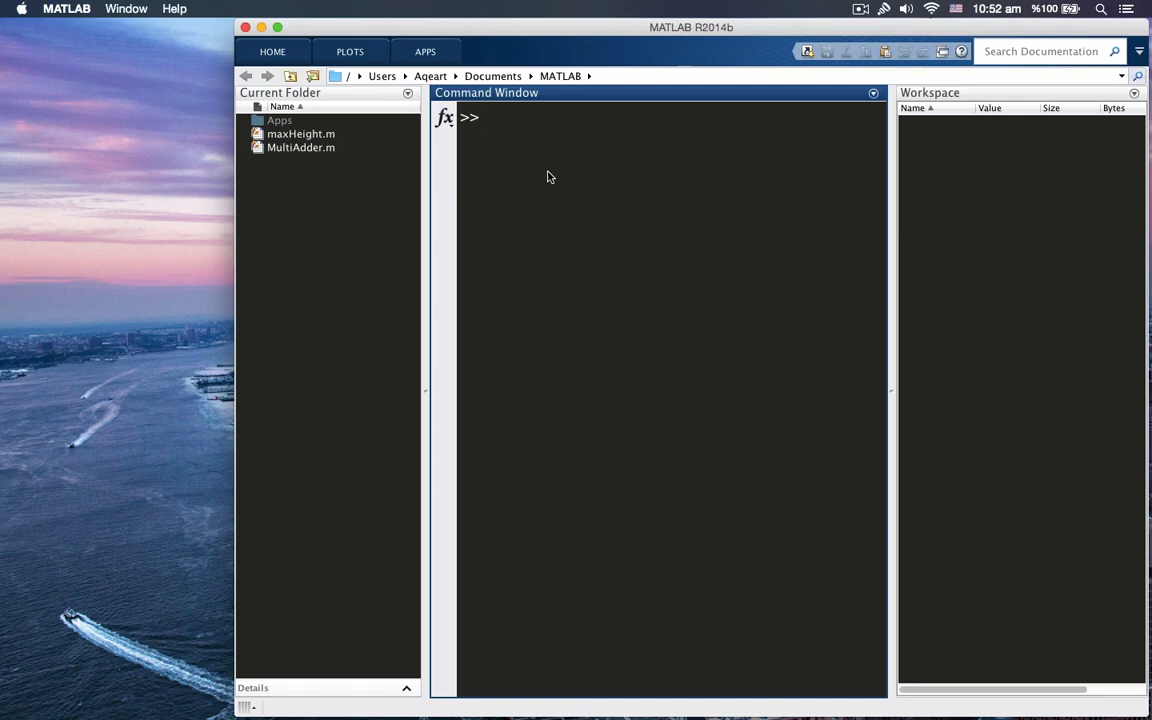 MATLAB Window Help 10:52 am %100
MATLAB R2014b
HOME PLOTS APPS Search Documentation
/ Users Aqeart Documents MATLAB
Current Folder Command Window Workspace
Name Name Value Size Bytes
fx >>
Apps
maxHeight.m
MultiAdder.m
Details